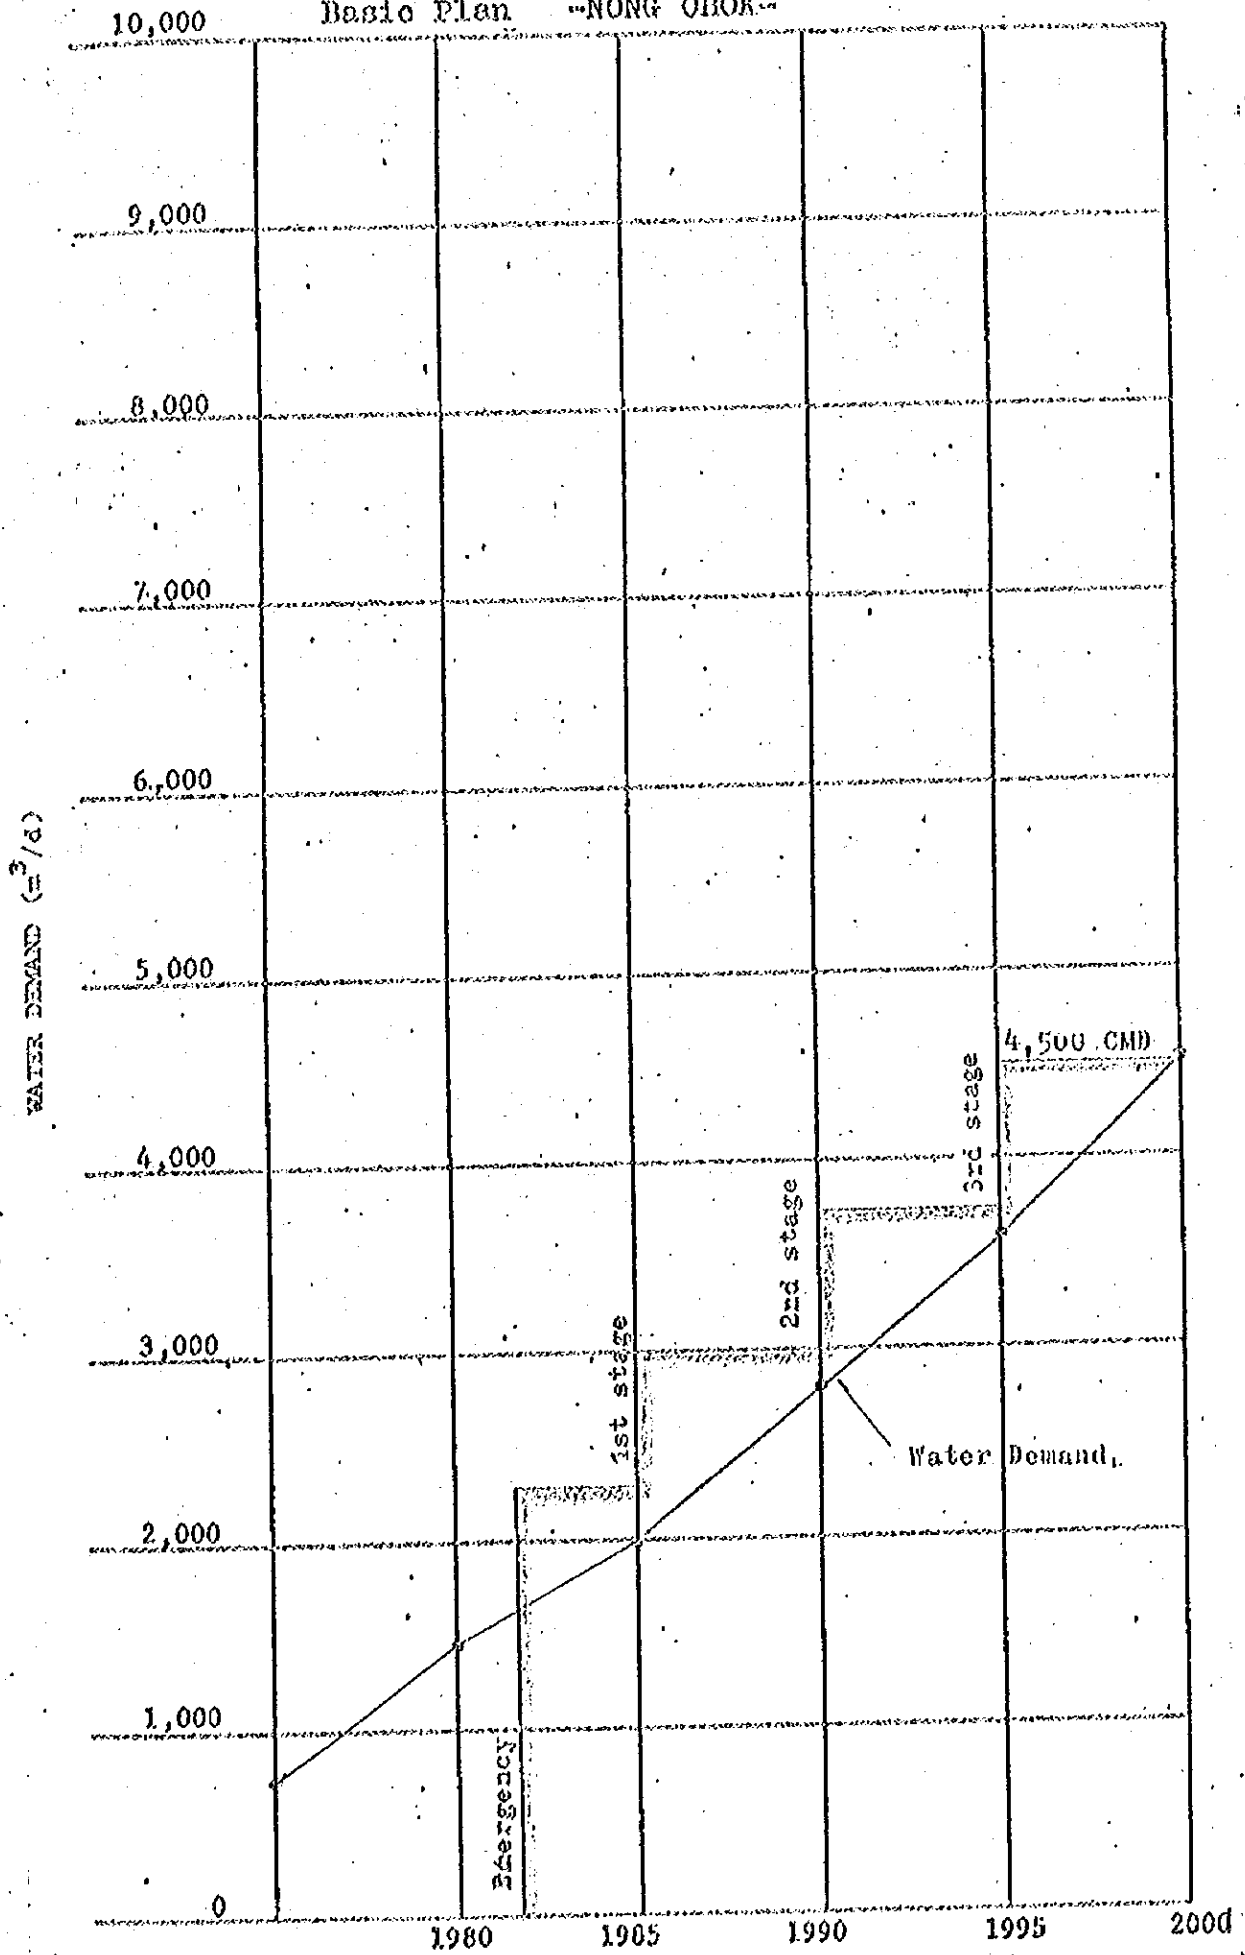 Basic Plan -NONG CHOK-
10,000
9,000
8,000
7,000
6,000
5,000
4,000
3,000
2,000
1,000
0
WATER DEMAND (m³/d)
4,500 CMD
3rd stage
2nd stage
1st stage
Water Demand
Emergency
1980 1985 1990 1995 2000